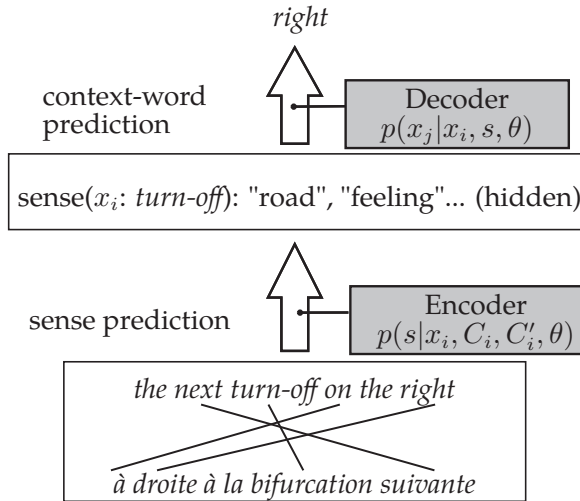 right
context-word
prediction
Decoder
p(x_j|x_i, s, θ)
sense(x_i: turn-off): "road", "feeling"... (hidden)
sense prediction
Encoder
p(s|x_i, C_i, C'_i, θ)
the next turn-off on the right
à droite à la bifurcation suivante